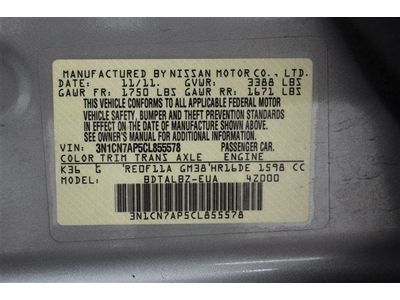 MANUFACTURED BY NISSAN MOTOR CO., LTD.
DATE: 11/11. GVWR: 3388 LBS
GAWR FR: 1750 LBS GAWR RR: 1671 LBS
THIS VEHICLE CONFORMS TO ALL APPLICABLE FEDERAL MOTOR
VEHICLE SAFETY, BUMPER AND THEFT PREVENTION STANDARDS
IN EFFECT ON THE DATE OF MANUFACTURE SHOWN ABOVE.
SEE OWNER'S MANUAL FOR ADDITIONAL INFORMATION.
VIN: 3N1CN7AP5CL855578 PASSENGER CAR.
COLOR TRIM TRANS AXLE ENGINE
K36 G RE0F11A GM38 HR16DE 1598 CC
BDTALBZ-EUA 4Z000
3N1CN7AP5CL855578